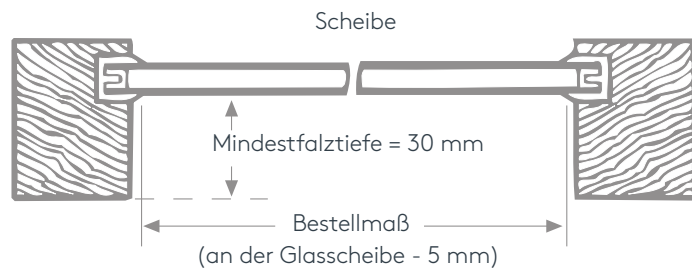 Scheibe
Mindestfalztiefe = 30 mm
Bestellmaß
(an der Glasscheibe - 5 mm)